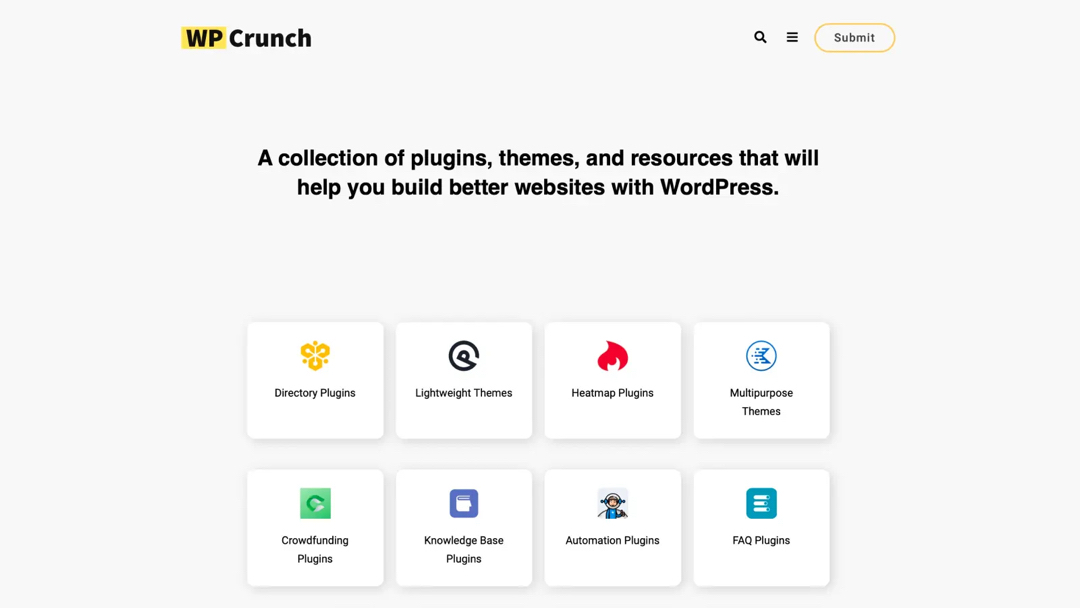 WP Crunch
Submit
A collection of plugins, themes, and resources that will
help you build better websites with WordPress.
Directory Plugins
Lightweight Themes
Heatmap Plugins
Multipurpose
Themes
Crowdfunding
Plugins
Knowledge Base
Plugins
Automation Plugins
FAQ Plugins